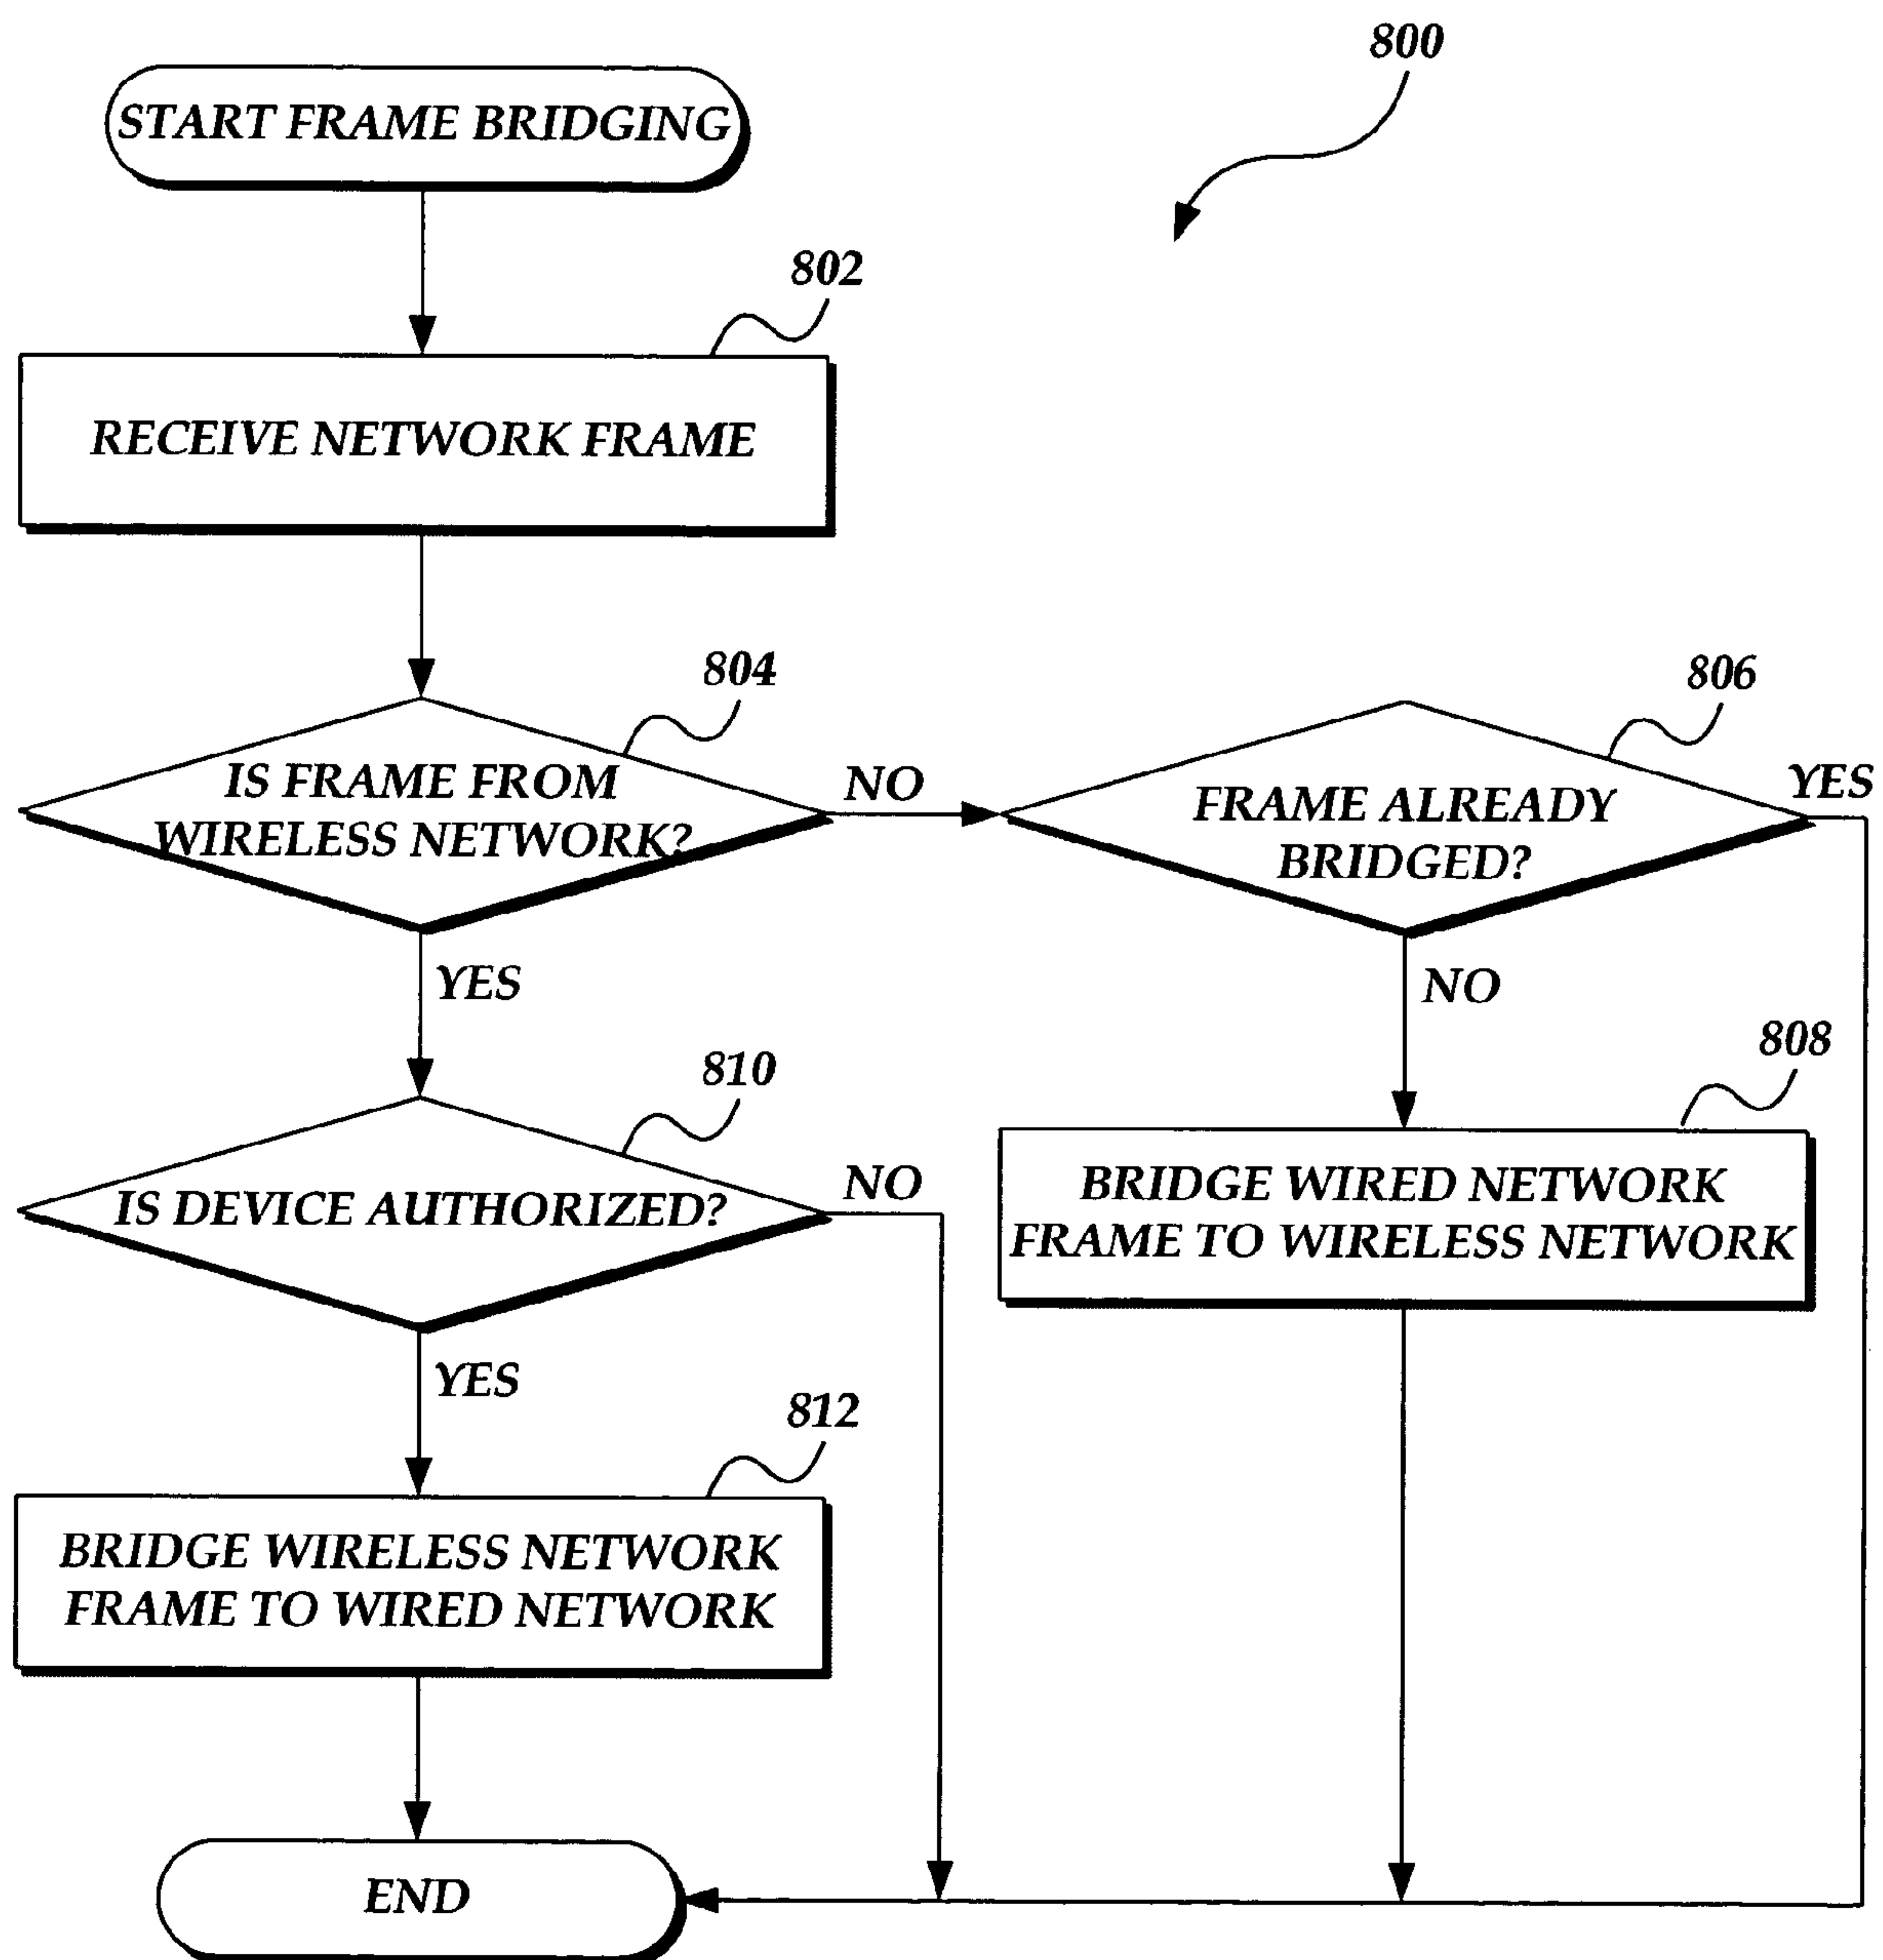 800
START FRAME BRIDGING
802
RECEIVE NETWORK FRAME
804
IS FRAME FROM
WIRELESS NETWORK?
NO
806
FRAME ALREADY
BRIDGED?
YES
YES
NO
808
BRIDGE WIRED NETWORK
FRAME TO WIRELESS NETWORK
810
IS DEVICE AUTHORIZED?
NO
YES
812
BRIDGE WIRELESS NETWORK
FRAME TO WIRED NETWORK
END